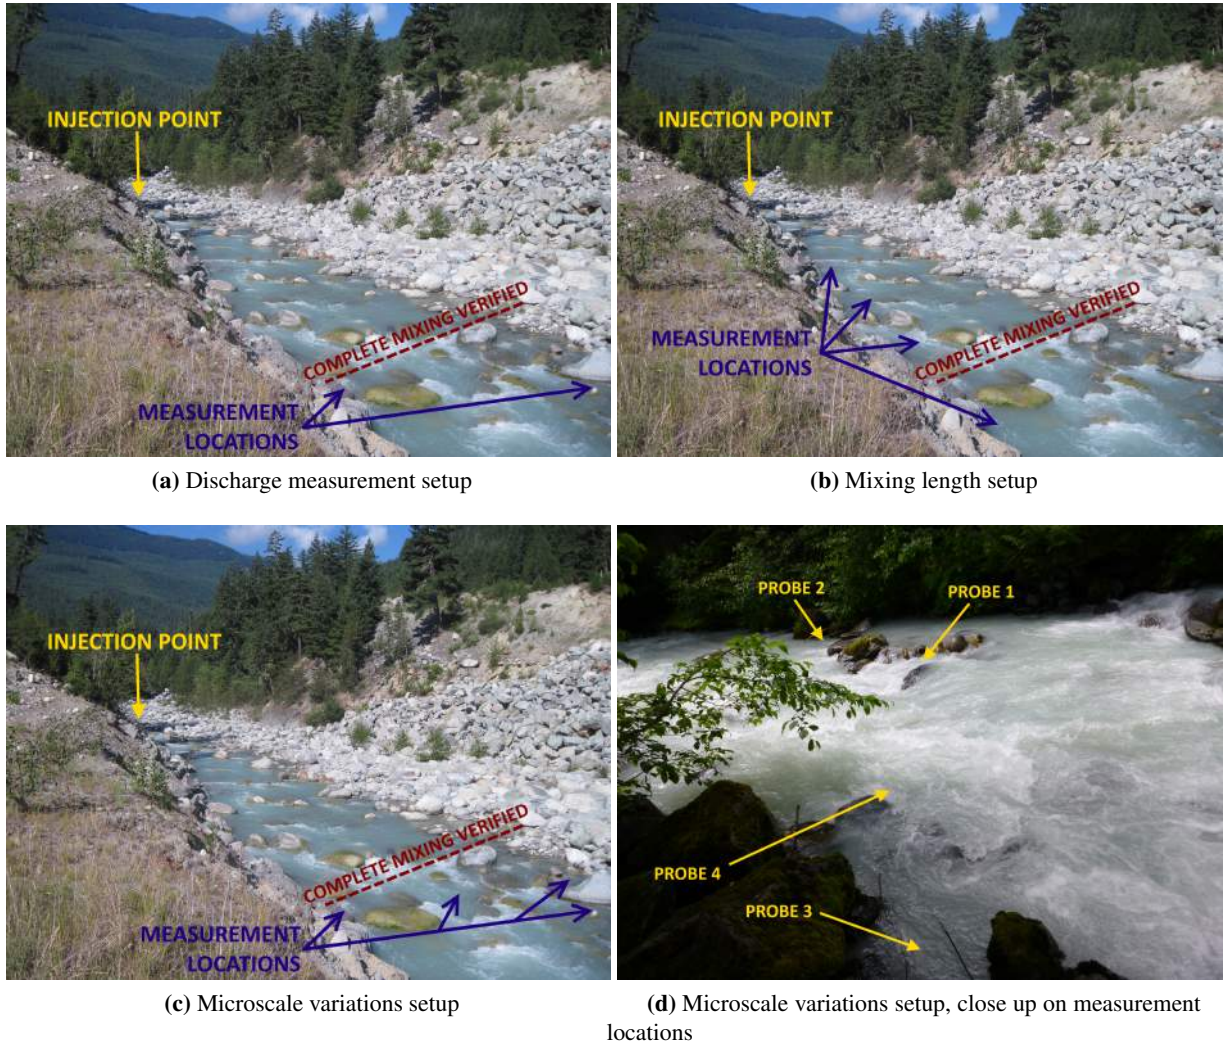 INJECTION POINT
COMPLETE MIXING VERIFIED
MEASUREMENT
LOCATIONS
(a) Discharge measurement setup
INJECTION POINT
MEASUREMENT
LOCATIONS
COMPLETE MIXING VERIFIED
(b) Mixing length setup
INJECTION POINT
COMPLETE MIXING VERIFIED
MEASUREMENT
LOCATIONS
(c) Microscale variations setup
PROBE 2
PROBE 1
PROBE 4
PROBE 3
(d) Microscale variations setup, close up on measurement
locations